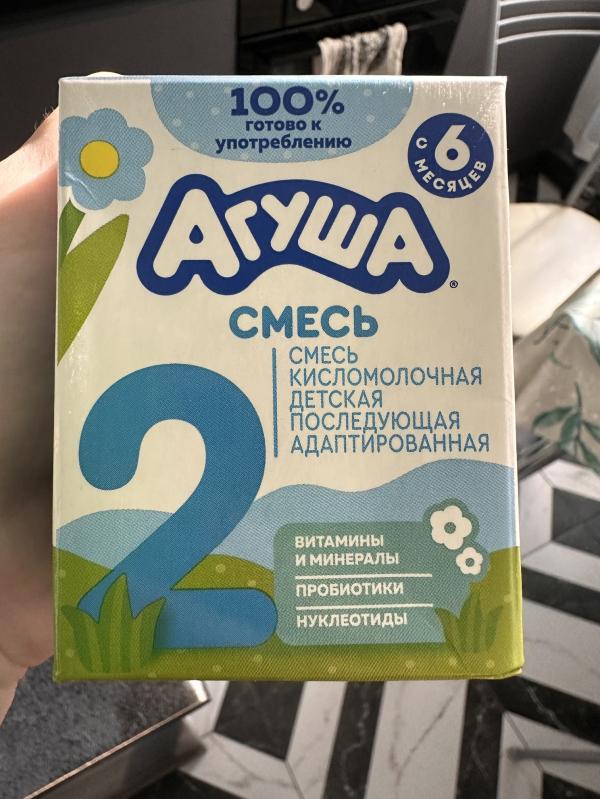 100%
готово к
употреблению
с 6 месяцев
Агуша®
СМЕСЬ
СМЕСЬ
КИСЛОМОЛОЧНАЯ
ДЕТСКАЯ
ПОСЛЕДУЮЩАЯ
АДАПТИРОВАННАЯ
2
ВИТАМИНЫ
И МИНЕРАЛЫ
ПРОБИОТИКИ
НУКЛЕОТИДЫ